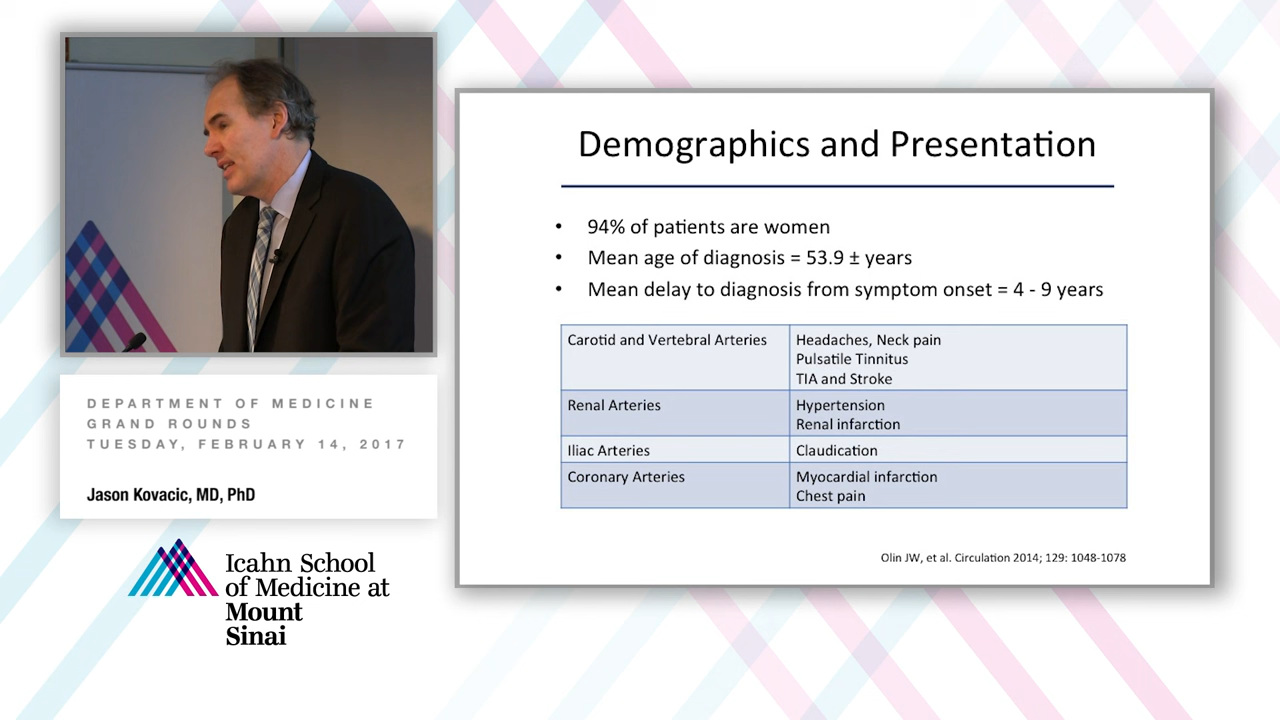 DEPARTMENT OF MEDICINE
GRAND ROUNDS
TUESDAY, FEBRUARY 14, 2017
Jason Kovacic, MD, PhD
Icahn School
of Medicine at
Mount
Sinai
Demographics and Presentation
• 94% of patients are women
• Mean age of diagnosis = 53.9 ± years
• Mean delay to diagnosis from symptom onset = 4 - 9 years
Carotid and Vertebral Arteries
Headaches, Neck pain
Pulsatile Tinnitus
TIA and Stroke
Renal Arteries
Hypertension
Renal infarction
Iliac Arteries
Claudication
Coronary Arteries
Myocardial infarction
Chest pain
Olin JW, et al. Circulation 2014; 129: 1048-1078